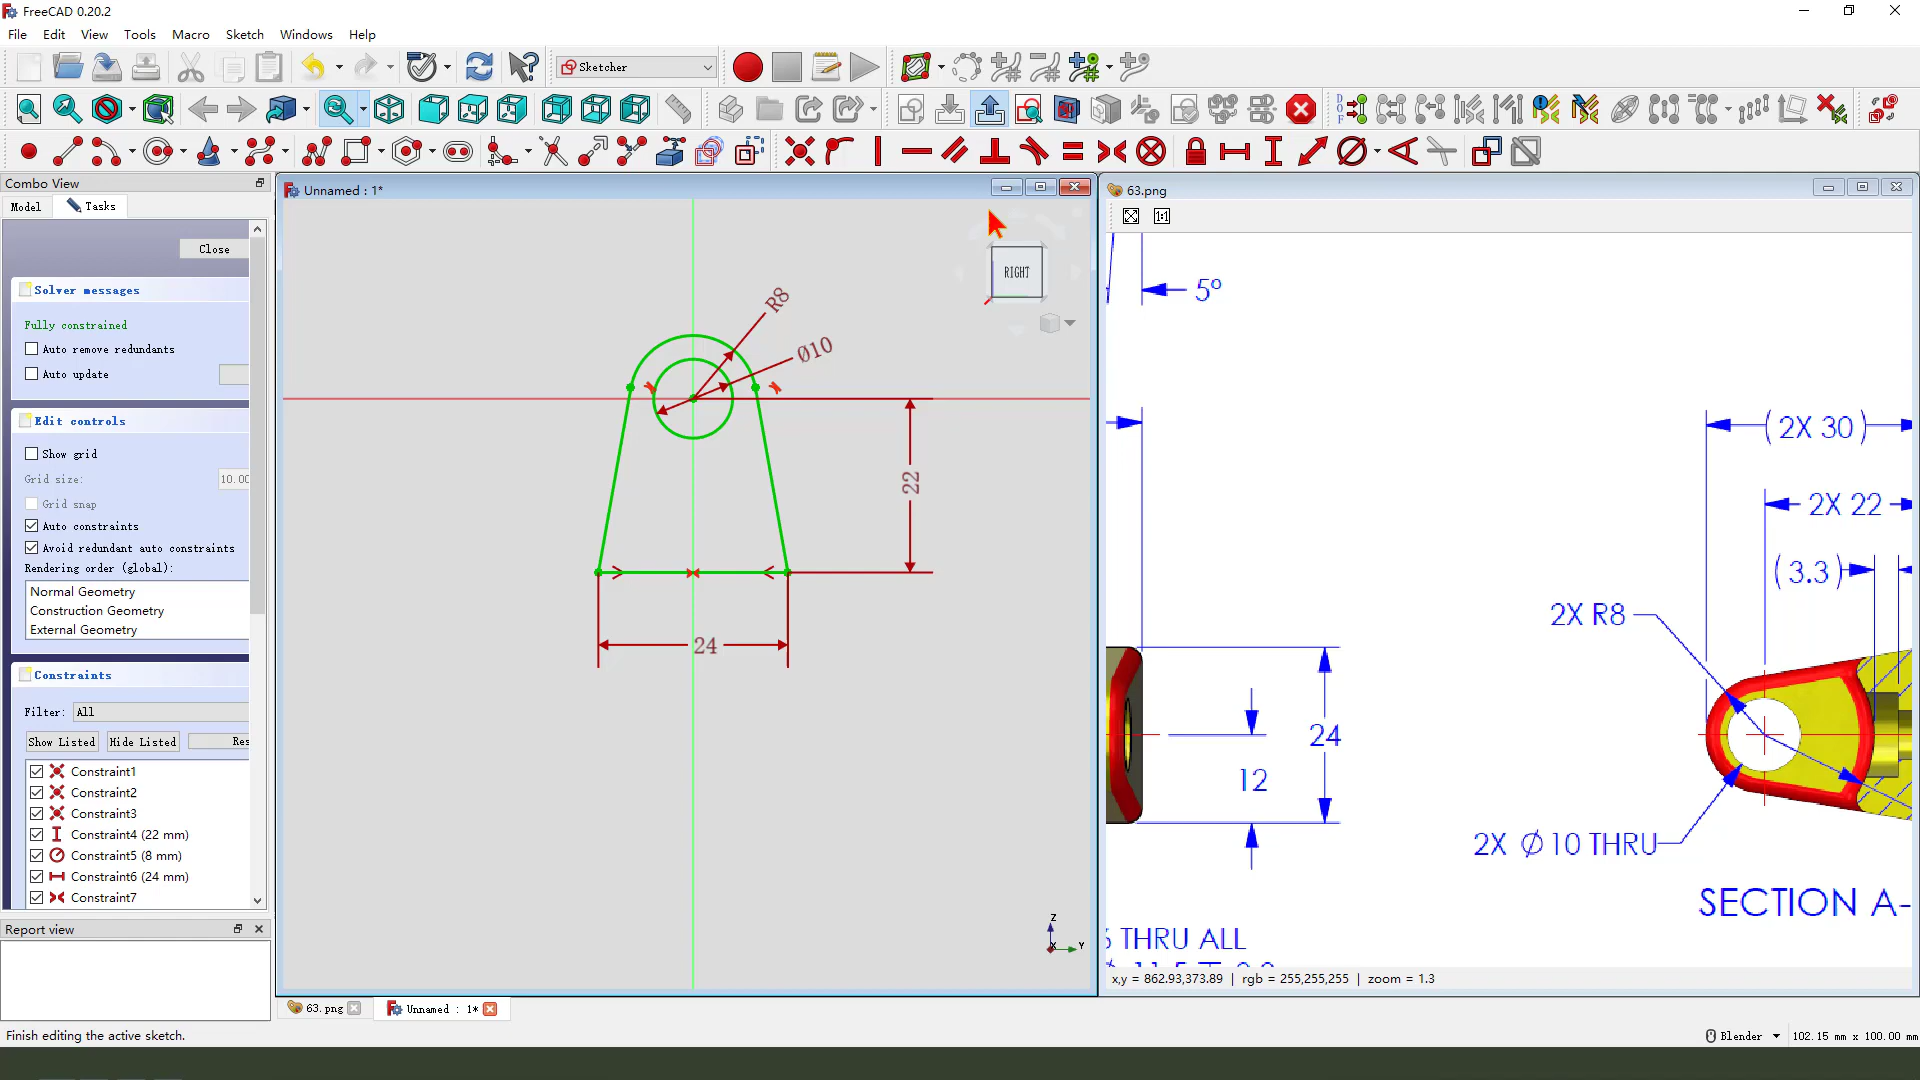 FreeCAD 0.20.2
File Edit View Tools Macro Sketch Windows Help
Sketcher
Combo View
Model Tasks
Close
Solver messages
Fully constrained
Auto remove redundants
Auto update
Edit controls
Show grid
Grid size: 10.00
Grid snap
Auto constraints
Avoid redundant auto constraints
Rendering order (global):
Normal Geometry
Construction Geometry
External Geometry
Constraints
Filter: All
Show Listed Hide Listed Res
Constraint1
Constraint2
Constraint3
Constraint4 (22 mm)
Constraint5 (8 mm)
Constraint6 (24 mm)
Constraint7
Report view
Unnamed : 1*
RIGHT
R8
Ø10
22
24
Z
X Y
63.png
1:1
5°
(2X 30)
2X 22
(3.3)
2X R8
24
12
2X Ø10 THRU
SECTION A-
THRU ALL
x,y = 862.93,373.89 | rgb = 255,255,255 | zoom = 1.3
63.png Unnamed : 1*
Finish editing the active sketch.
Blender 102.15 mm x 100.00 mm